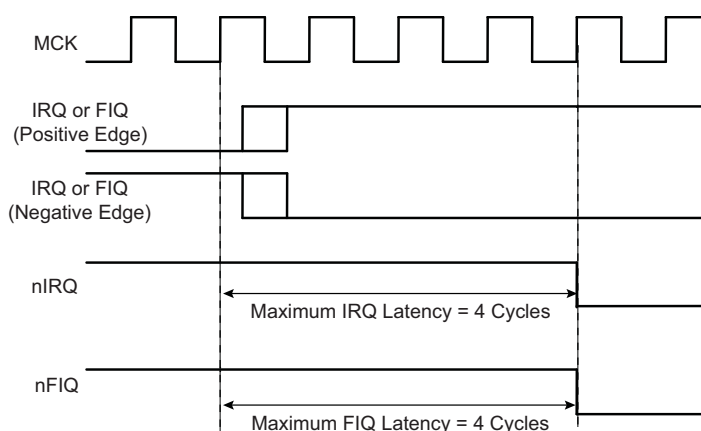 MCK
IRQ or FIQ
(Positive Edge)
IRQ or FIQ
(Negative Edge)
nIRQ
Maximum IRQ Latency = 4 Cycles
nFIQ
Maximum FIQ Latency = 4 Cycles